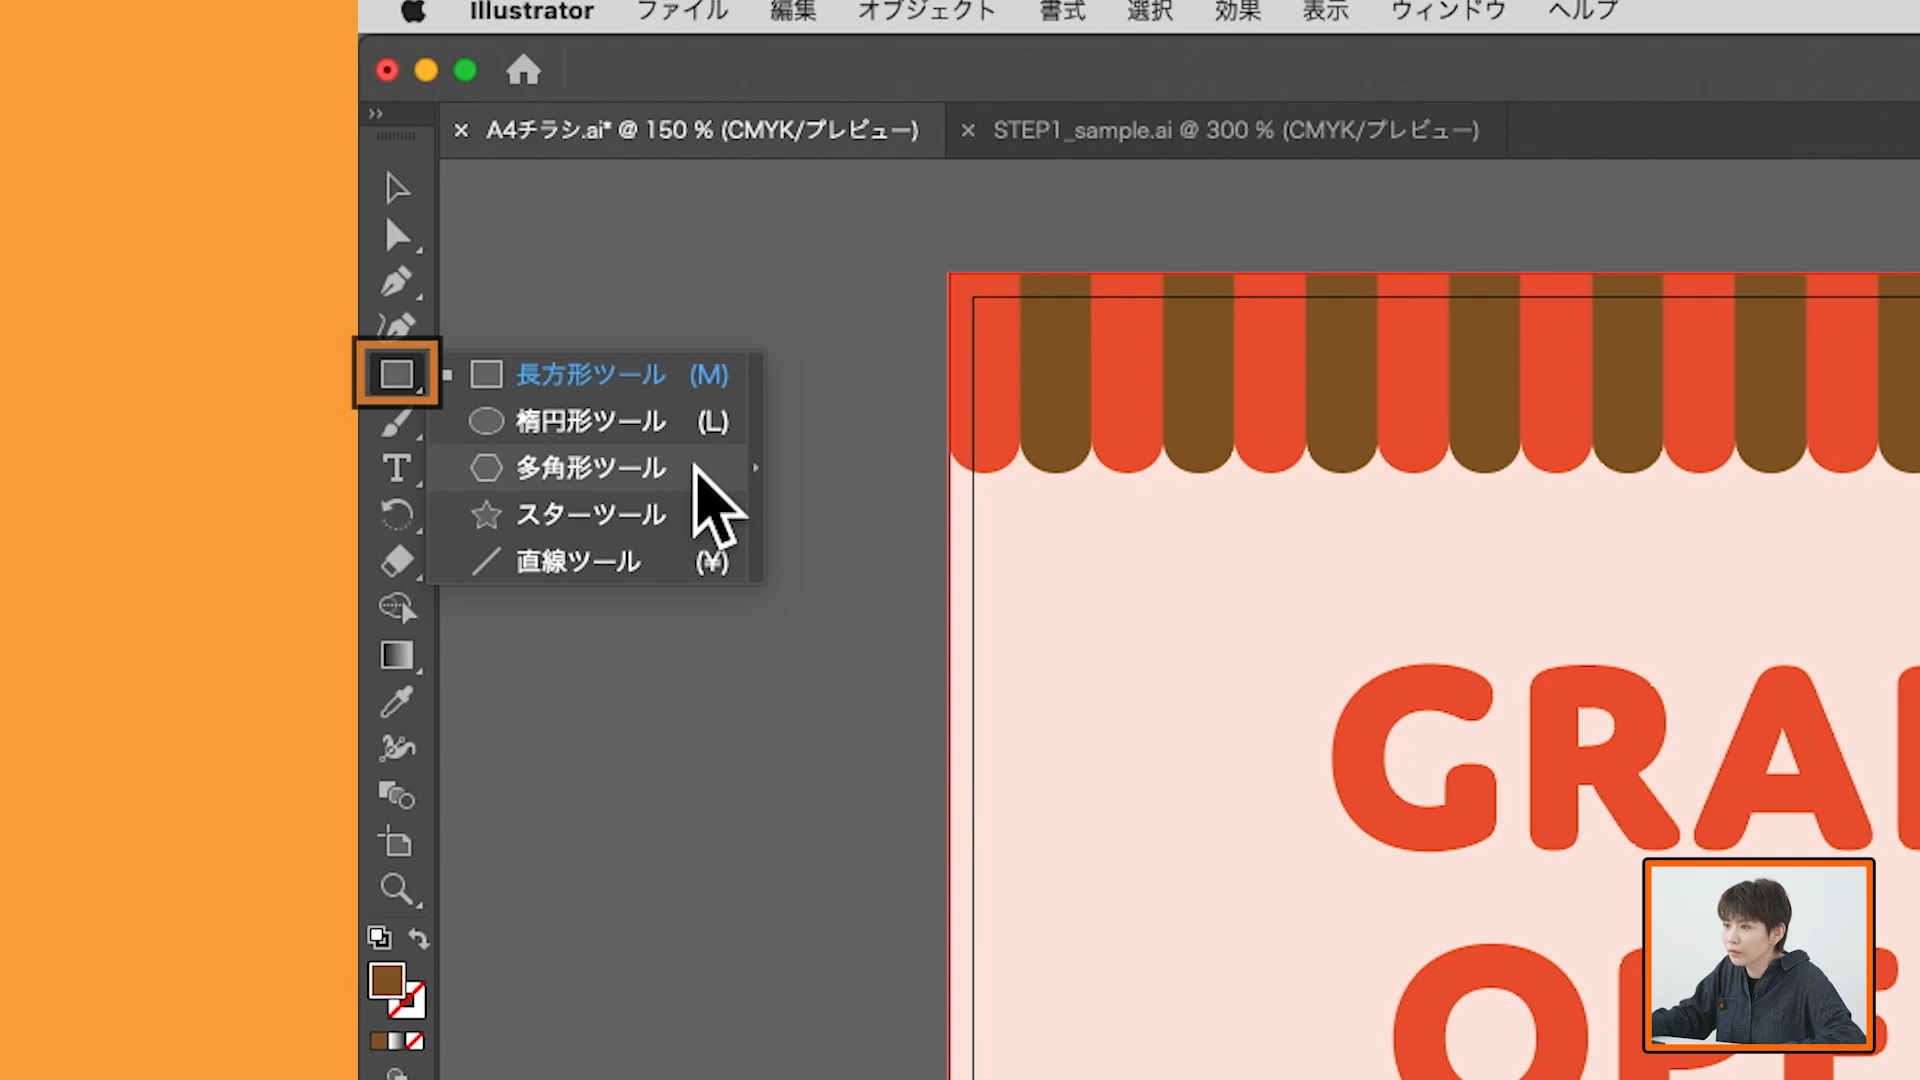 Illustrator ファイル 編集 オブジェクト 書式 選択 効果 表示 ウィンドウ ヘルプ
× A4チラシ.ai* @ 150 % (CMYK/プレビュー) × STEP1_sample.ai @ 300 % (CMYK/プレビュー)
長方形ツール (M)
楕円形ツール (L)
多角形ツール
スターツール
直線ツール (¥)
GRA